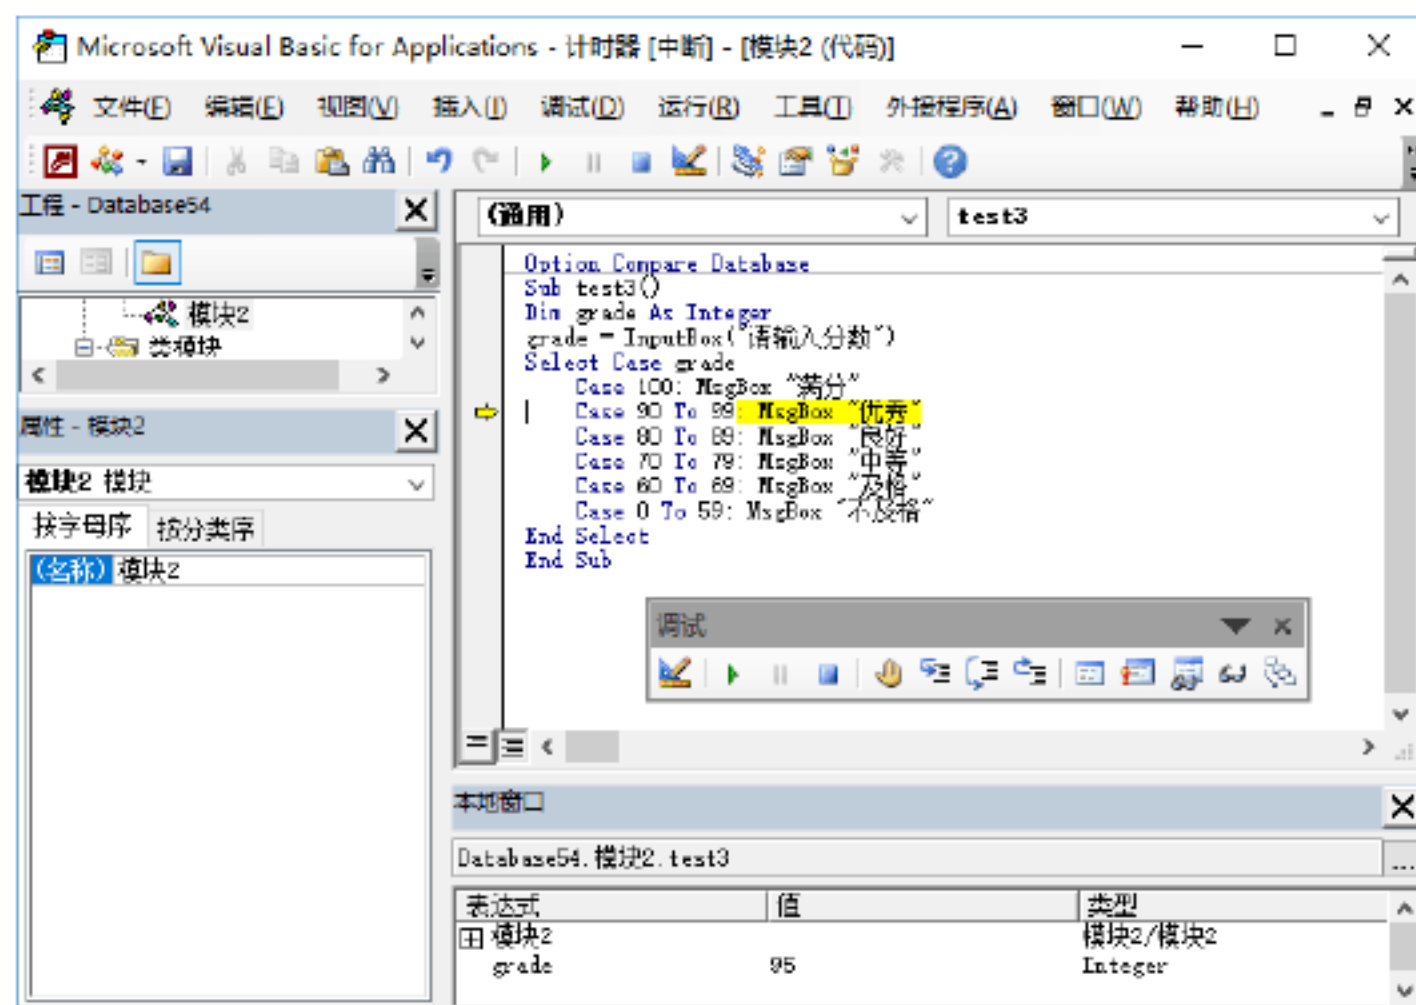 Microsoft Visual Basic for Applications - 计时器 [中断] - [模块2 (代码)]
文件(F) 编辑(E) 视图(V) 插入(I) 调试(D) 运行(R) 工具(T) 外接程序(A) 窗口(W) 帮助(H)
工程 - Database54
模块2
类模块
属性 - 模块2
模块2 模块
按字母序 按分类序
(名称) 模块2
(通用) test3
Option Compare Database
Sub test3()
Dim grade As Integer
grade = InputBox("请输入分数")
Select Case grade
Case 100: MsgBox "满分"
Case 90 To 99: MsgBox "优秀"
Case 80 To 89: MsgBox "良好"
Case 70 To 79: MsgBox "中等"
Case 60 To 69: MsgBox "及格"
Case 0 To 59: MsgBox "不及格"
End Select
End Sub
调试
本地窗口
Database54.模块2.test3
表达式 值 类型
模块2 模块2/模块2
grade 95 Integer